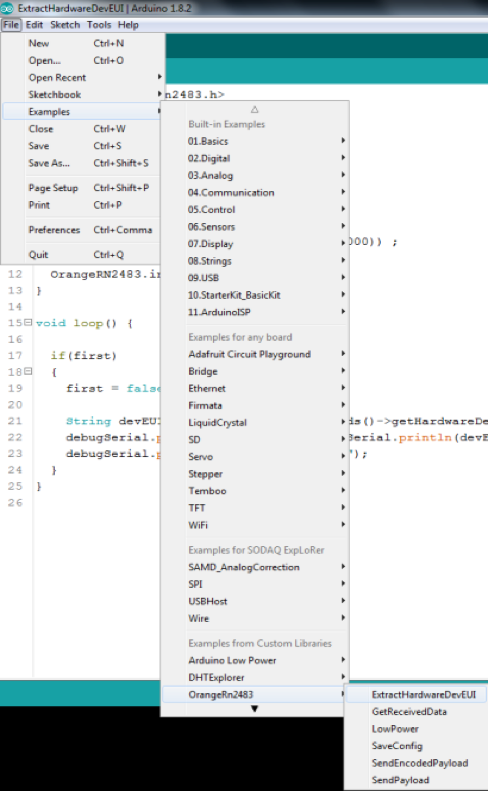 ExtractHardwareDevEUI | Arduino 1.8.2
File Edit Sketch Tools Help
New Ctrl+N
Open... Ctrl+O
Open Recent
Sketchbook
Examples
Close Ctrl+W
Save Ctrl+S
Save As... Ctrl+Shift+S
Page Setup Ctrl+Shift+P
Print Ctrl+P
Preferences Ctrl+Comma
Quit Ctrl+Q
n2483.h>
Built-in Examples
01.Basics
02.Digital
03.Analog
04.Communication
05.Control
06.Sensors
07.Display
08.Strings
09.USB
10.StarterKit_BasicKit
11.ArduinoISP
Examples for any board
Adafruit Circuit Playground
Bridge
Ethernet
Firmata
LiquidCrystal
SD
Servo
Stepper
Temboo
TFT
WiFi
Examples for SODAQ ExpLoRer
SAMD_AnalogCorrection
SPI
USBHost
Wire
Examples from Custom Libraries
Arduino Low Power
DHTExplorer
OrangeRn2483
ExtractHardwareDevEUI
GetReceivedData
LowPower
SaveConfig
SendEncodedPayload
SendPayload
000)) ;
12 OrangeRN2483.in
13 }
14
15 void loop() {
16
17 if(first)
18 {
19 first = false
20
21 String devEUI ds()->getHardwareDe
22 debugSerial.p Serial.println(devE
23 debugSerial.p ");
24 }
25 }
26